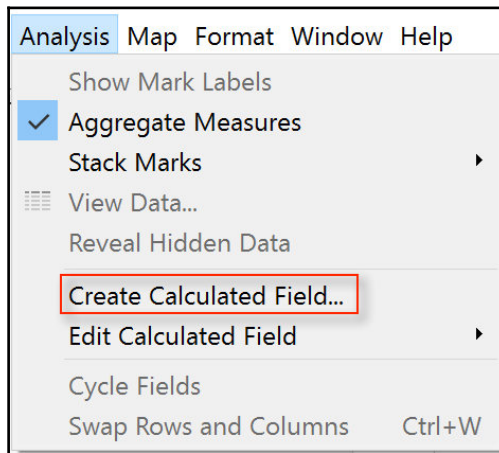 Analysis Map Format Window Help
Show Mark Labels
Aggregate Measures
Stack Marks
View Data...
Reveal Hidden Data
Create Calculated Field...
Edit Calculated Field
Cycle Fields
Swap Rows and Columns Ctrl+W